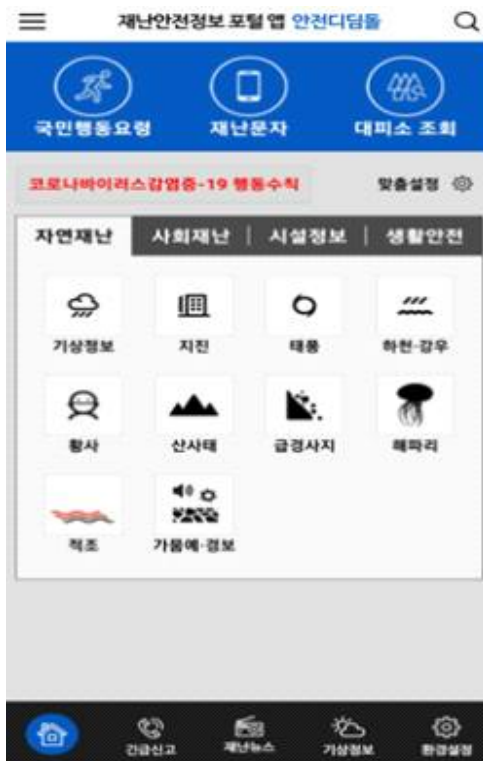 재난안전정보 포털 앱 안전디딤돌
국민행동요령 재난문자 대피소 조회
코로나바이러스감염증-19 행동수칙 맞춤설정
자연재난 사회재난 시설정보 생활안전
기상정보 지진 태풍 하천·강우
황사 산사태 급경사지 해파리
적조 가뭄예·경보
긴급신고 재난뉴스 기상정보 환경설정